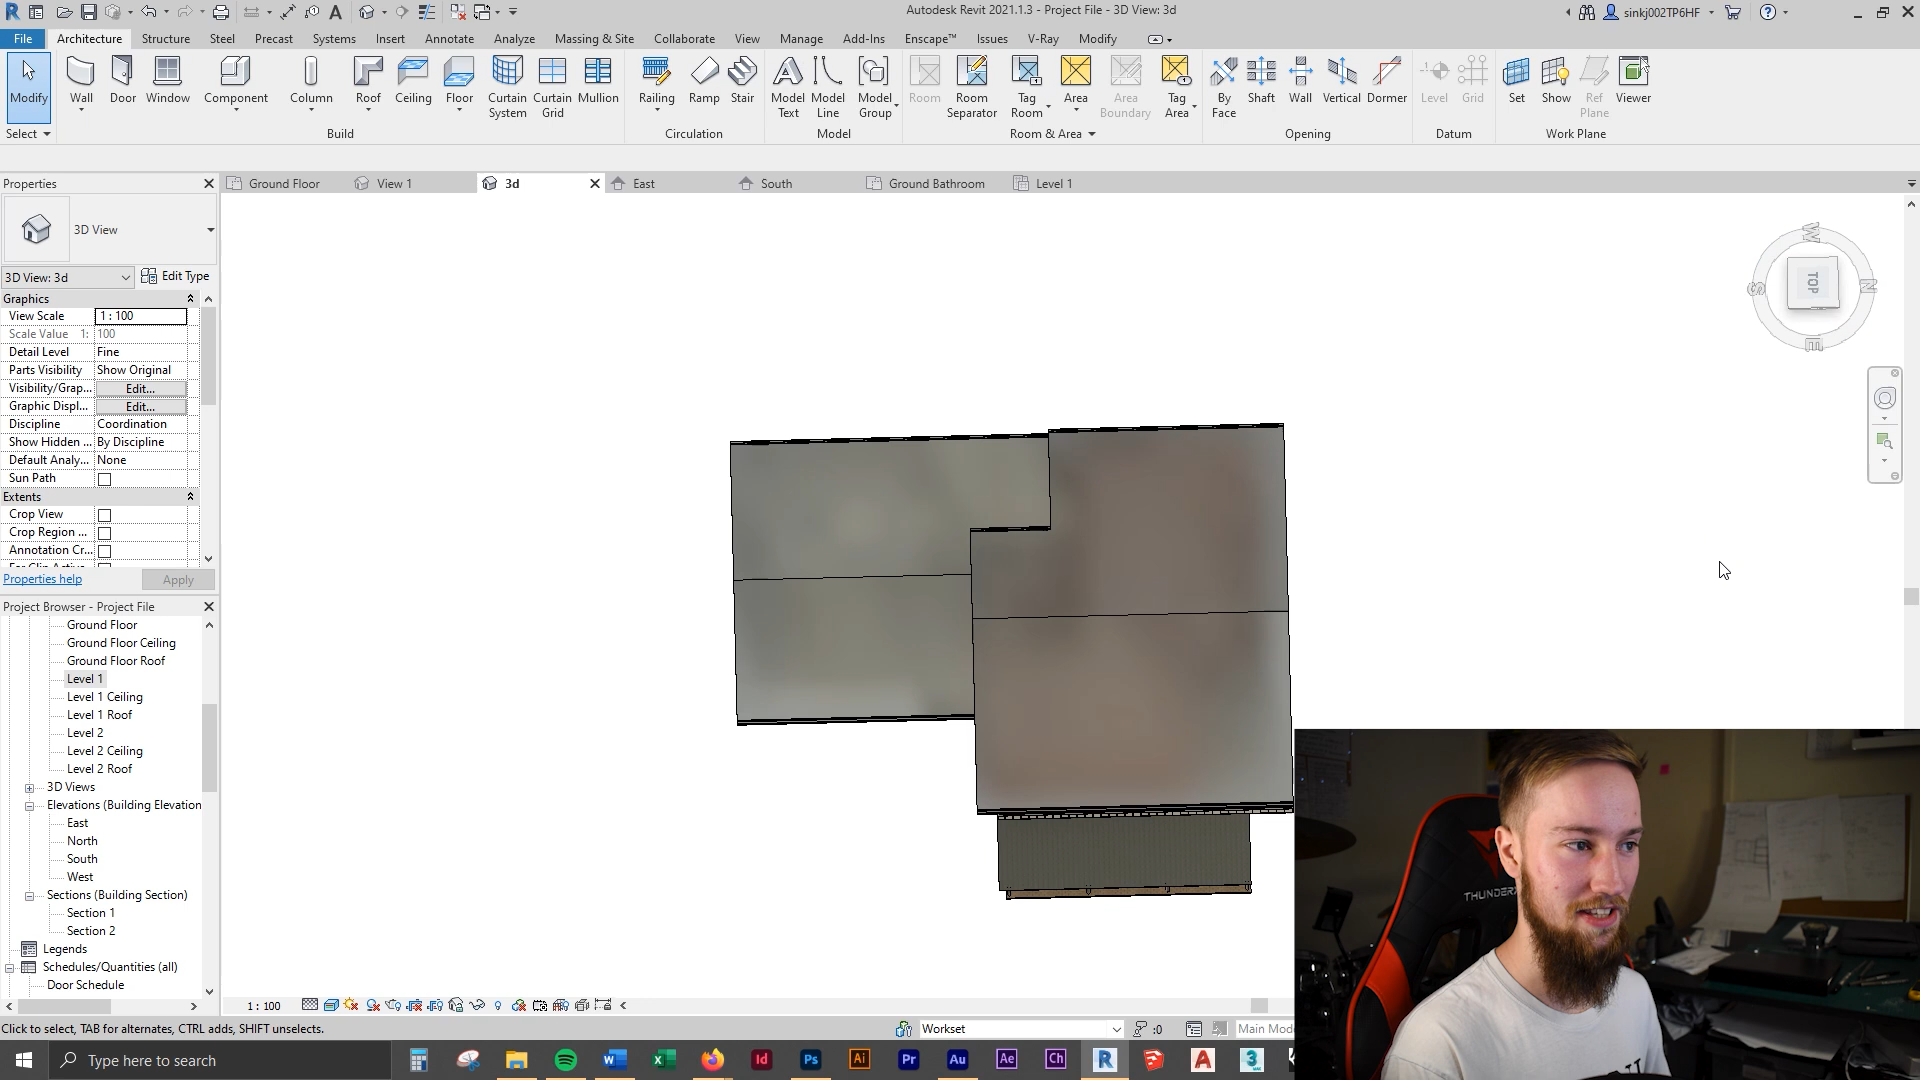 Autodesk Revit 2021.1.3 - Project File - 3D View: 3d
sinkj002TP6HF
File Architecture Structure Steel Precast Systems Insert Annotate Analyze Massing & Site Collaborate View Manage Add-Ins Enscape™ Issues V-Ray Modify
Modify Wall Door Window Component Column Roof Ceiling Floor Curtain System Curtain Grid Mullion Railing Ramp Stair Model Text Model Line Model Group Room Room Separator Tag Room Area Area Boundary Tag Area By Face Shaft Wall Vertical Dormer Level Grid Set Show Ref Plane Viewer
Select Build Circulation Model Room & Area Opening Datum Work Plane
Properties
Ground Floor View 1 3d East South Ground Bathroom Level 1
3D View
3D View: 3d Edit Type
Graphics
View Scale 1 : 100
Scale Value 1: 100
Detail Level Fine
Parts Visibility Show Original
Visibility/Grap... Edit...
Graphic Displ... Edit...
Discipline Coordination
Show Hidden ... By Discipline
Default Analy... None
Sun Path
Extents
Crop View
Crop Region ...
Annotation Cr...
Properties help Apply
Project Browser - Project File
Ground Floor
Ground Floor Ceiling
Ground Floor Roof
Level 1
Level 1 Ceiling
Level 1 Roof
Level 2
Level 2 Ceiling
Level 2 Roof
3D Views
Elevations (Building Elevation
East
North
South
West
Sections (Building Section)
Section 1
Section 2
Legends
Schedules/Quantities (all)
Door Schedule
W
S TOP N
E
THUNDERX
1 : 100
Click to select, TAB for alternates, CTRL adds, SHIFT unselects.
Workset :0 Main Mod
Type here to search
Id Ps Ai Pr Au Ae Ch R A 3